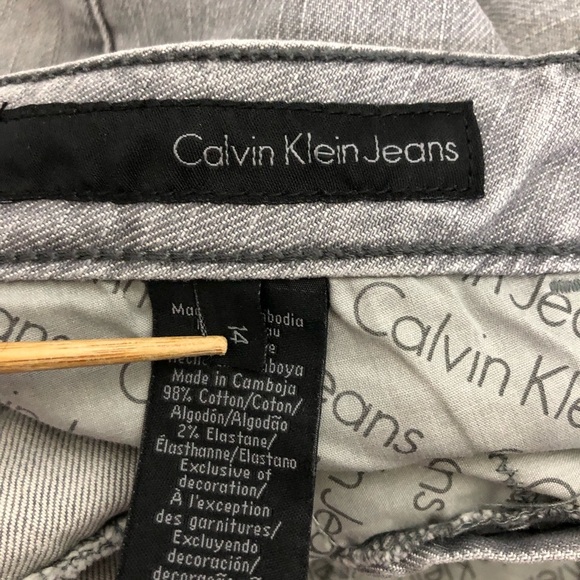 Calvin Klein Jeans
14
Made in Camboja
98% Cotton/Coton/
Algodón/Algodão
2% Elastane/
Élasthanne/Elastano
Exclusive of
decoration/
À l'exception
des garnitures/
Excluyendo
decoración/
Calvin Kle
Jeans